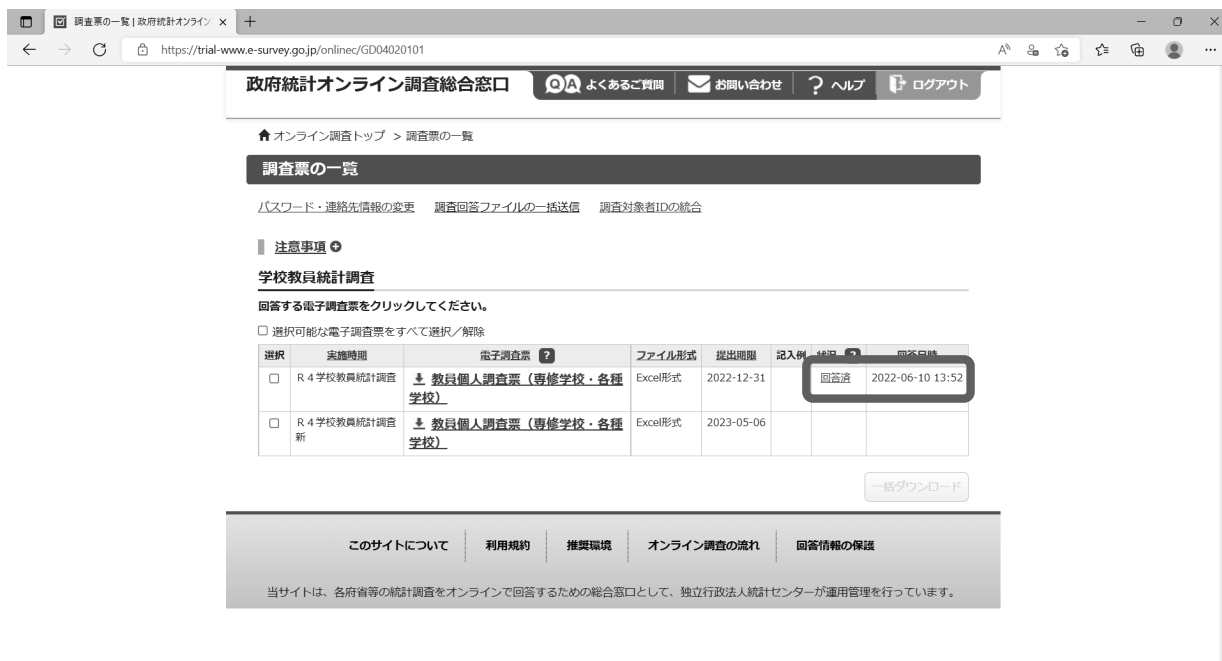 調査票の一覧 | 政府統計オンライン
https://trial-www.e-survey.go.jp/onlinec/GD04020101
政府統計オンライン調査総合窓口 QA よくあるご質問 お問い合わせ ? ヘルプ ログアウト
オンライン調査トップ > 調査票の一覧
調査票の一覧
パスワード・連絡先情報の変更 調査回答ファイルの一括送信 調査対象者IDの統合
注意事項
学校教員統計調査
回答する電子調査票をクリックしてください。
選択可能な電子調査票をすべて選択／解除
選択 実施時期 電子調査票 ? ファイル形式 提出期限 記入例 状況 ? 回答日時
R４学校教員統計調査 教員個人調査票（専修学校・各種 Excel形式 2022-12-31 回答済 2022-06-10 13:52
学校）
R４学校教員統計調査 教員個人調査票（専修学校・各種 Excel形式 2023-05-06
新 学校）
一括ダウンロード
このサイトについて 利用規約 推奨環境 オンライン調査の流れ 回答情報の保護
当サイトは、各府省等の統計調査をオンラインで回答するための総合窓口として、独立行政法人統計センターが運用管理を行っています。